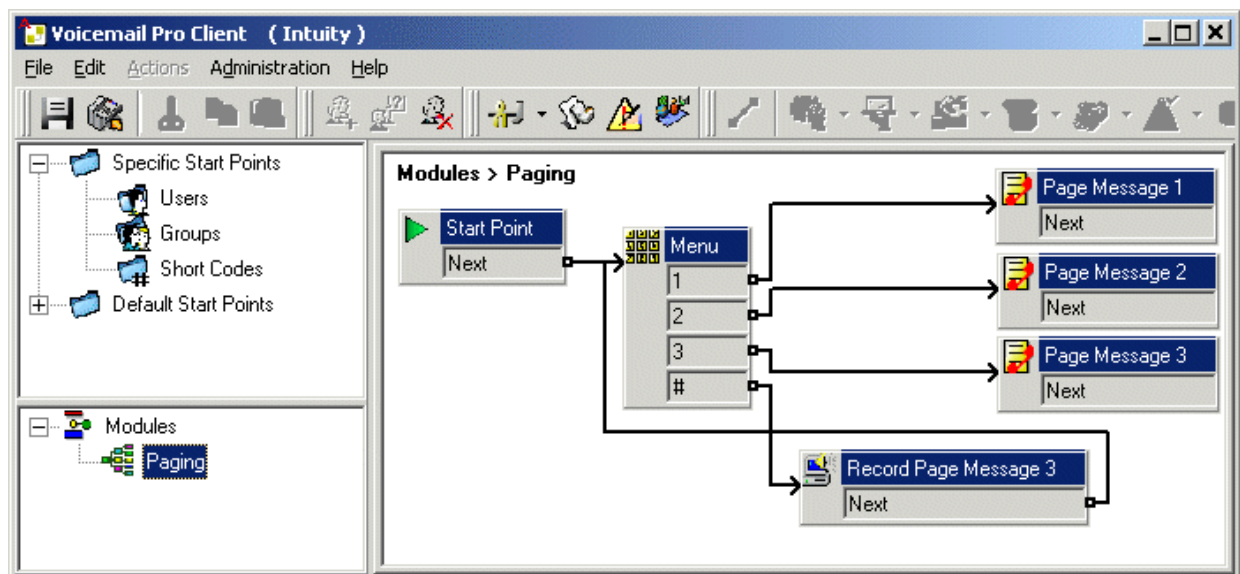 Voicemail Pro Client   ( Intuity )
File Edit Actions Administration Help
Specific Start Points
Users
Groups
Short Codes
Default Start Points
Modules
Paging
Modules > Paging
Start Point
Next
Menu
1
2
3
#
Page Message 1
Next
Page Message 2
Next
Page Message 3
Next
Record Page Message 3
Next